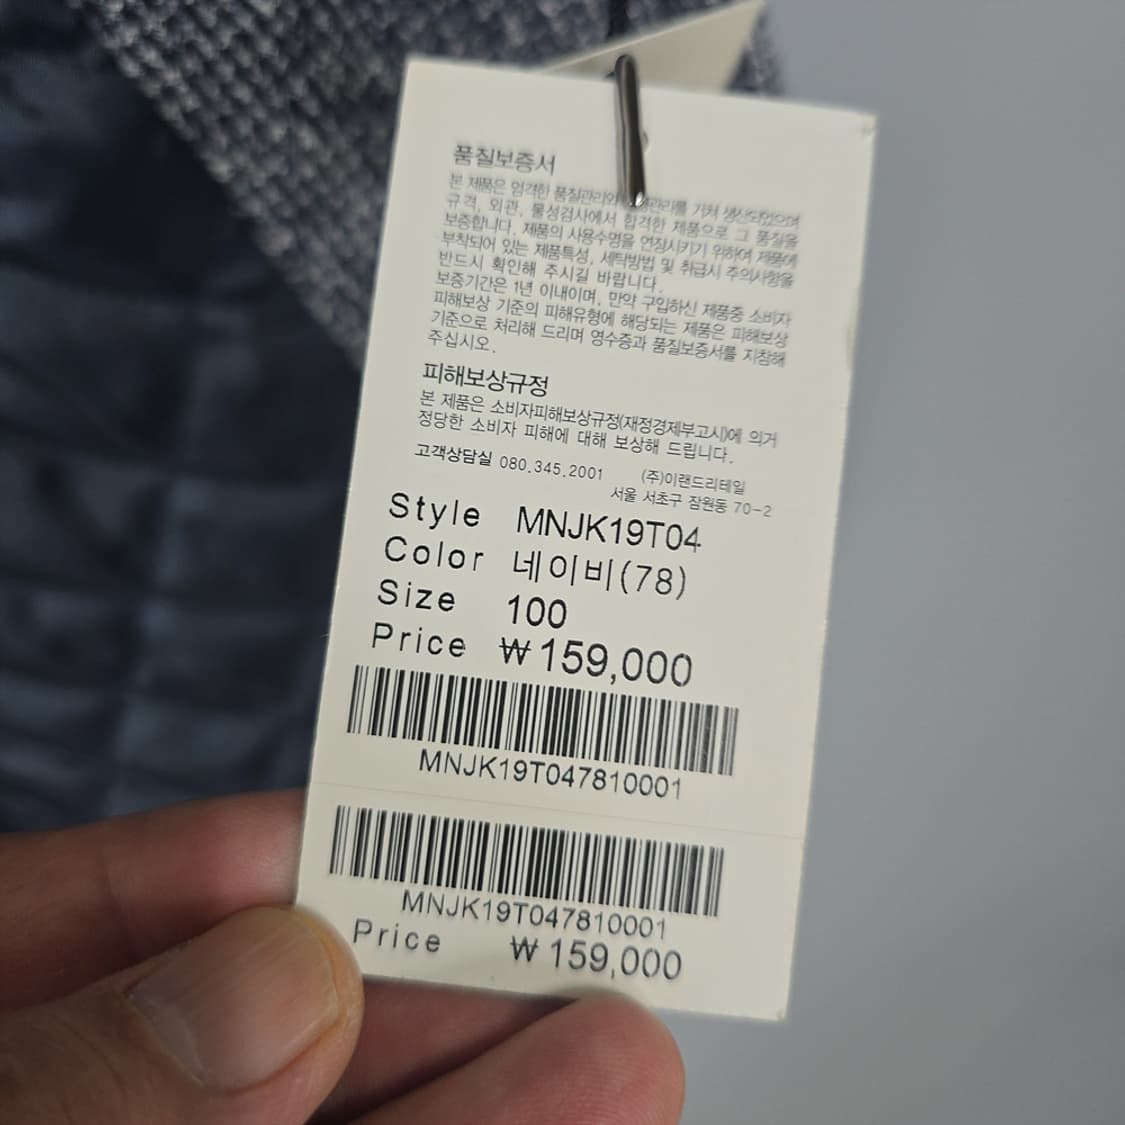 품질보증서
본 제품은 엄격한 품질관리와 관리를 거쳐 생산되었으며
규격, 외관, 물성검사에서 합격한 제품으로 그 품질을
보증합니다. 제품의 사용수명을 연장시키기 위하여 제품에
부착되어 있는 제품특성, 세탁방법 및 취급시 주의사항을
반드시 확인해 주시길 바랍니다.
보증기간은 1년 이내이며, 만약 구입하신 제품중 소비자
피해보상 기준의 피해유형에 해당되는 제품은 피해보상
기준으로 처리해 드리며 영수증과 품질보증서를 지참해
주십시오.
피해보상규정
본 제품은 소비자피해보상규정(재정경제부고시)에 의거
정당한 소비자 피해에 대해 보상해 드립니다.
고객상담실 080.345.2001 (주)이랜드리테일
서울 서초구 잠원동 70-2
Style MNJK19T04
Color 네이비(78)
Size 100
Price ₩159,000
MNJK19T047810001
MNJK19T047810001
Price ₩159,000